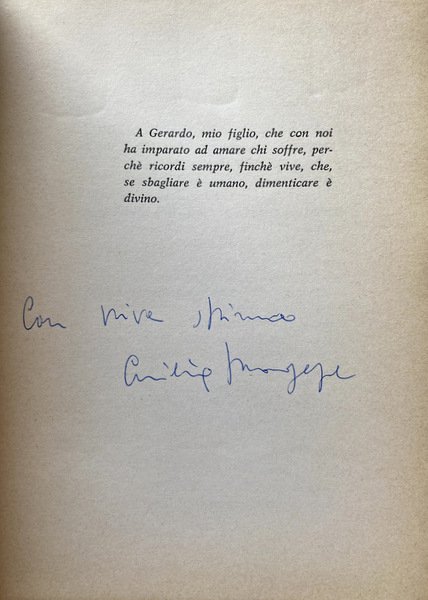 A Gerardo, mio figlio, che con noi
ha imparato ad amare chi soffre, per-
chè ricordi sempre, finchè vive, che,
se sbagliare è umano, dimenticare è
divino.
Con viva stima